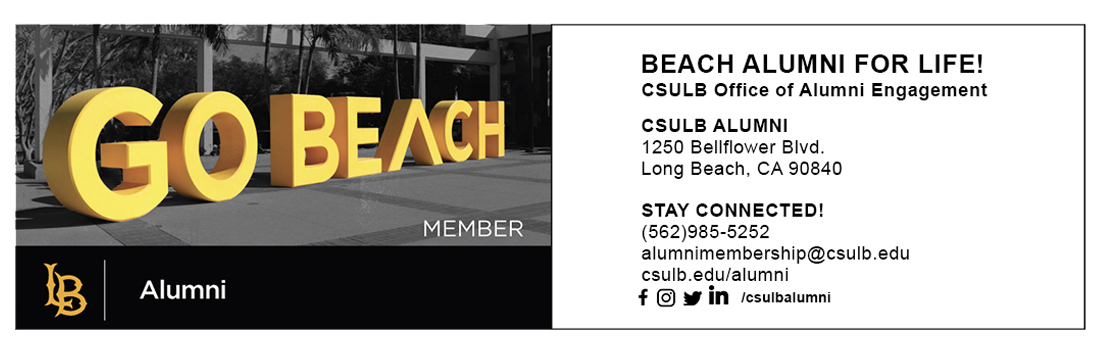 GO BEACH
MEMBER
LB
Alumni
BEACH ALUMNI FOR LIFE!
CSULB Office of Alumni Engagement
CSULB ALUMNI
1250 Bellflower Blvd.
Long Beach, CA 90840
STAY CONNECTED!
(562)985-5252
alumnimembership@csulb.edu
csulb.edu/alumni
f in /csulbalumni